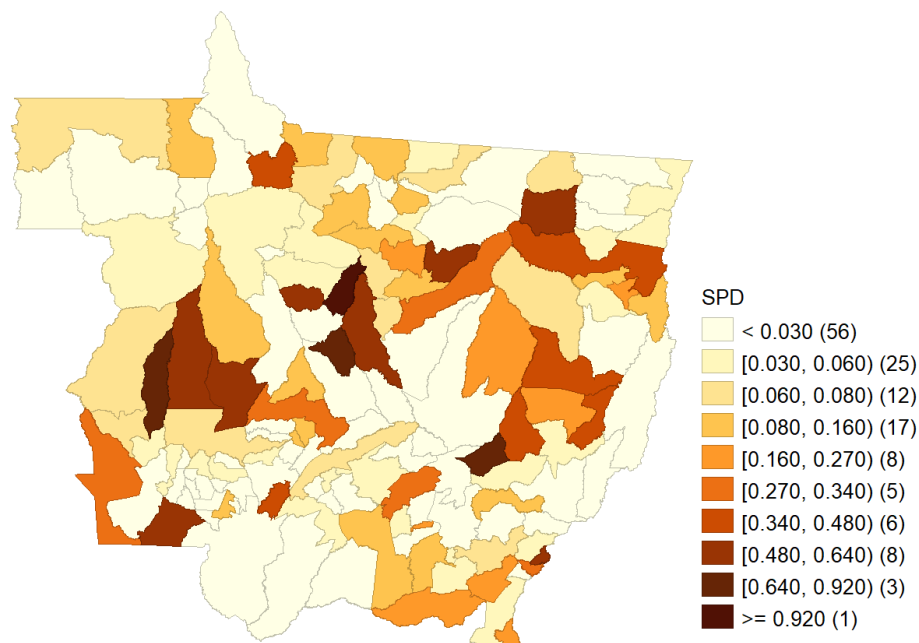 SPD
< 0.030 (56)
[0.030, 0.060) (25)
[0.060, 0.080) (12)
[0.080, 0.160) (17)
[0.160, 0.270) (8)
[0.270, 0.340) (5)
[0.340, 0.480) (6)
[0.480, 0.640) (8)
[0.640, 0.920) (3)
>= 0.920 (1)